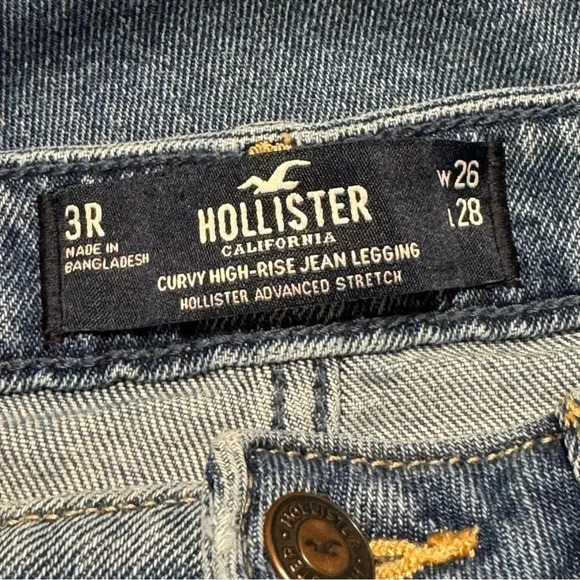 3R
MADE IN
BANGLADESH
HOLLISTER
CALIFORNIA
CURVY HIGH-RISE JEAN LEGGING
HOLLISTER ADVANCED STRETCH
W26
L28
HOLLISTER